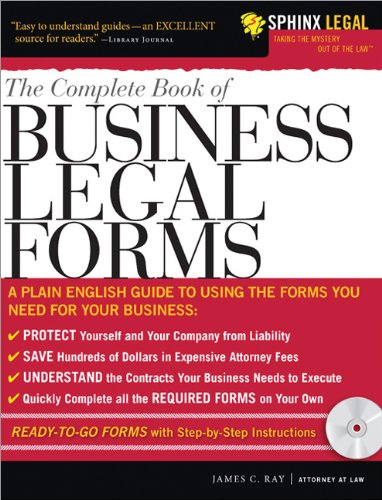 "Easy to understand guides—an EXCELLENT
source for readers." —LIBRARY JOURNAL
SPHINX LEGAL
TAKING THE MYSTERY
OUT OF THE LAW™
The Complete Book of
BUSINESS
LEGAL
FORMS
A PLAIN ENGLISH GUIDE TO USING THE FORMS YOU
NEED FOR YOUR BUSINESS:
✓ PROTECT Yourself and Your Company from Liability
✓ SAVE Hundreds of Dollars in Expensive Attorney Fees
✓ UNDERSTAND the Contracts Your Business Needs to Execute
✓ Quickly Complete all the REQUIRED FORMS on Your Own
READY-TO-GO FORMS with Step-by-Step Instructions
JAMES C. RAY | ATTORNEY AT LAW